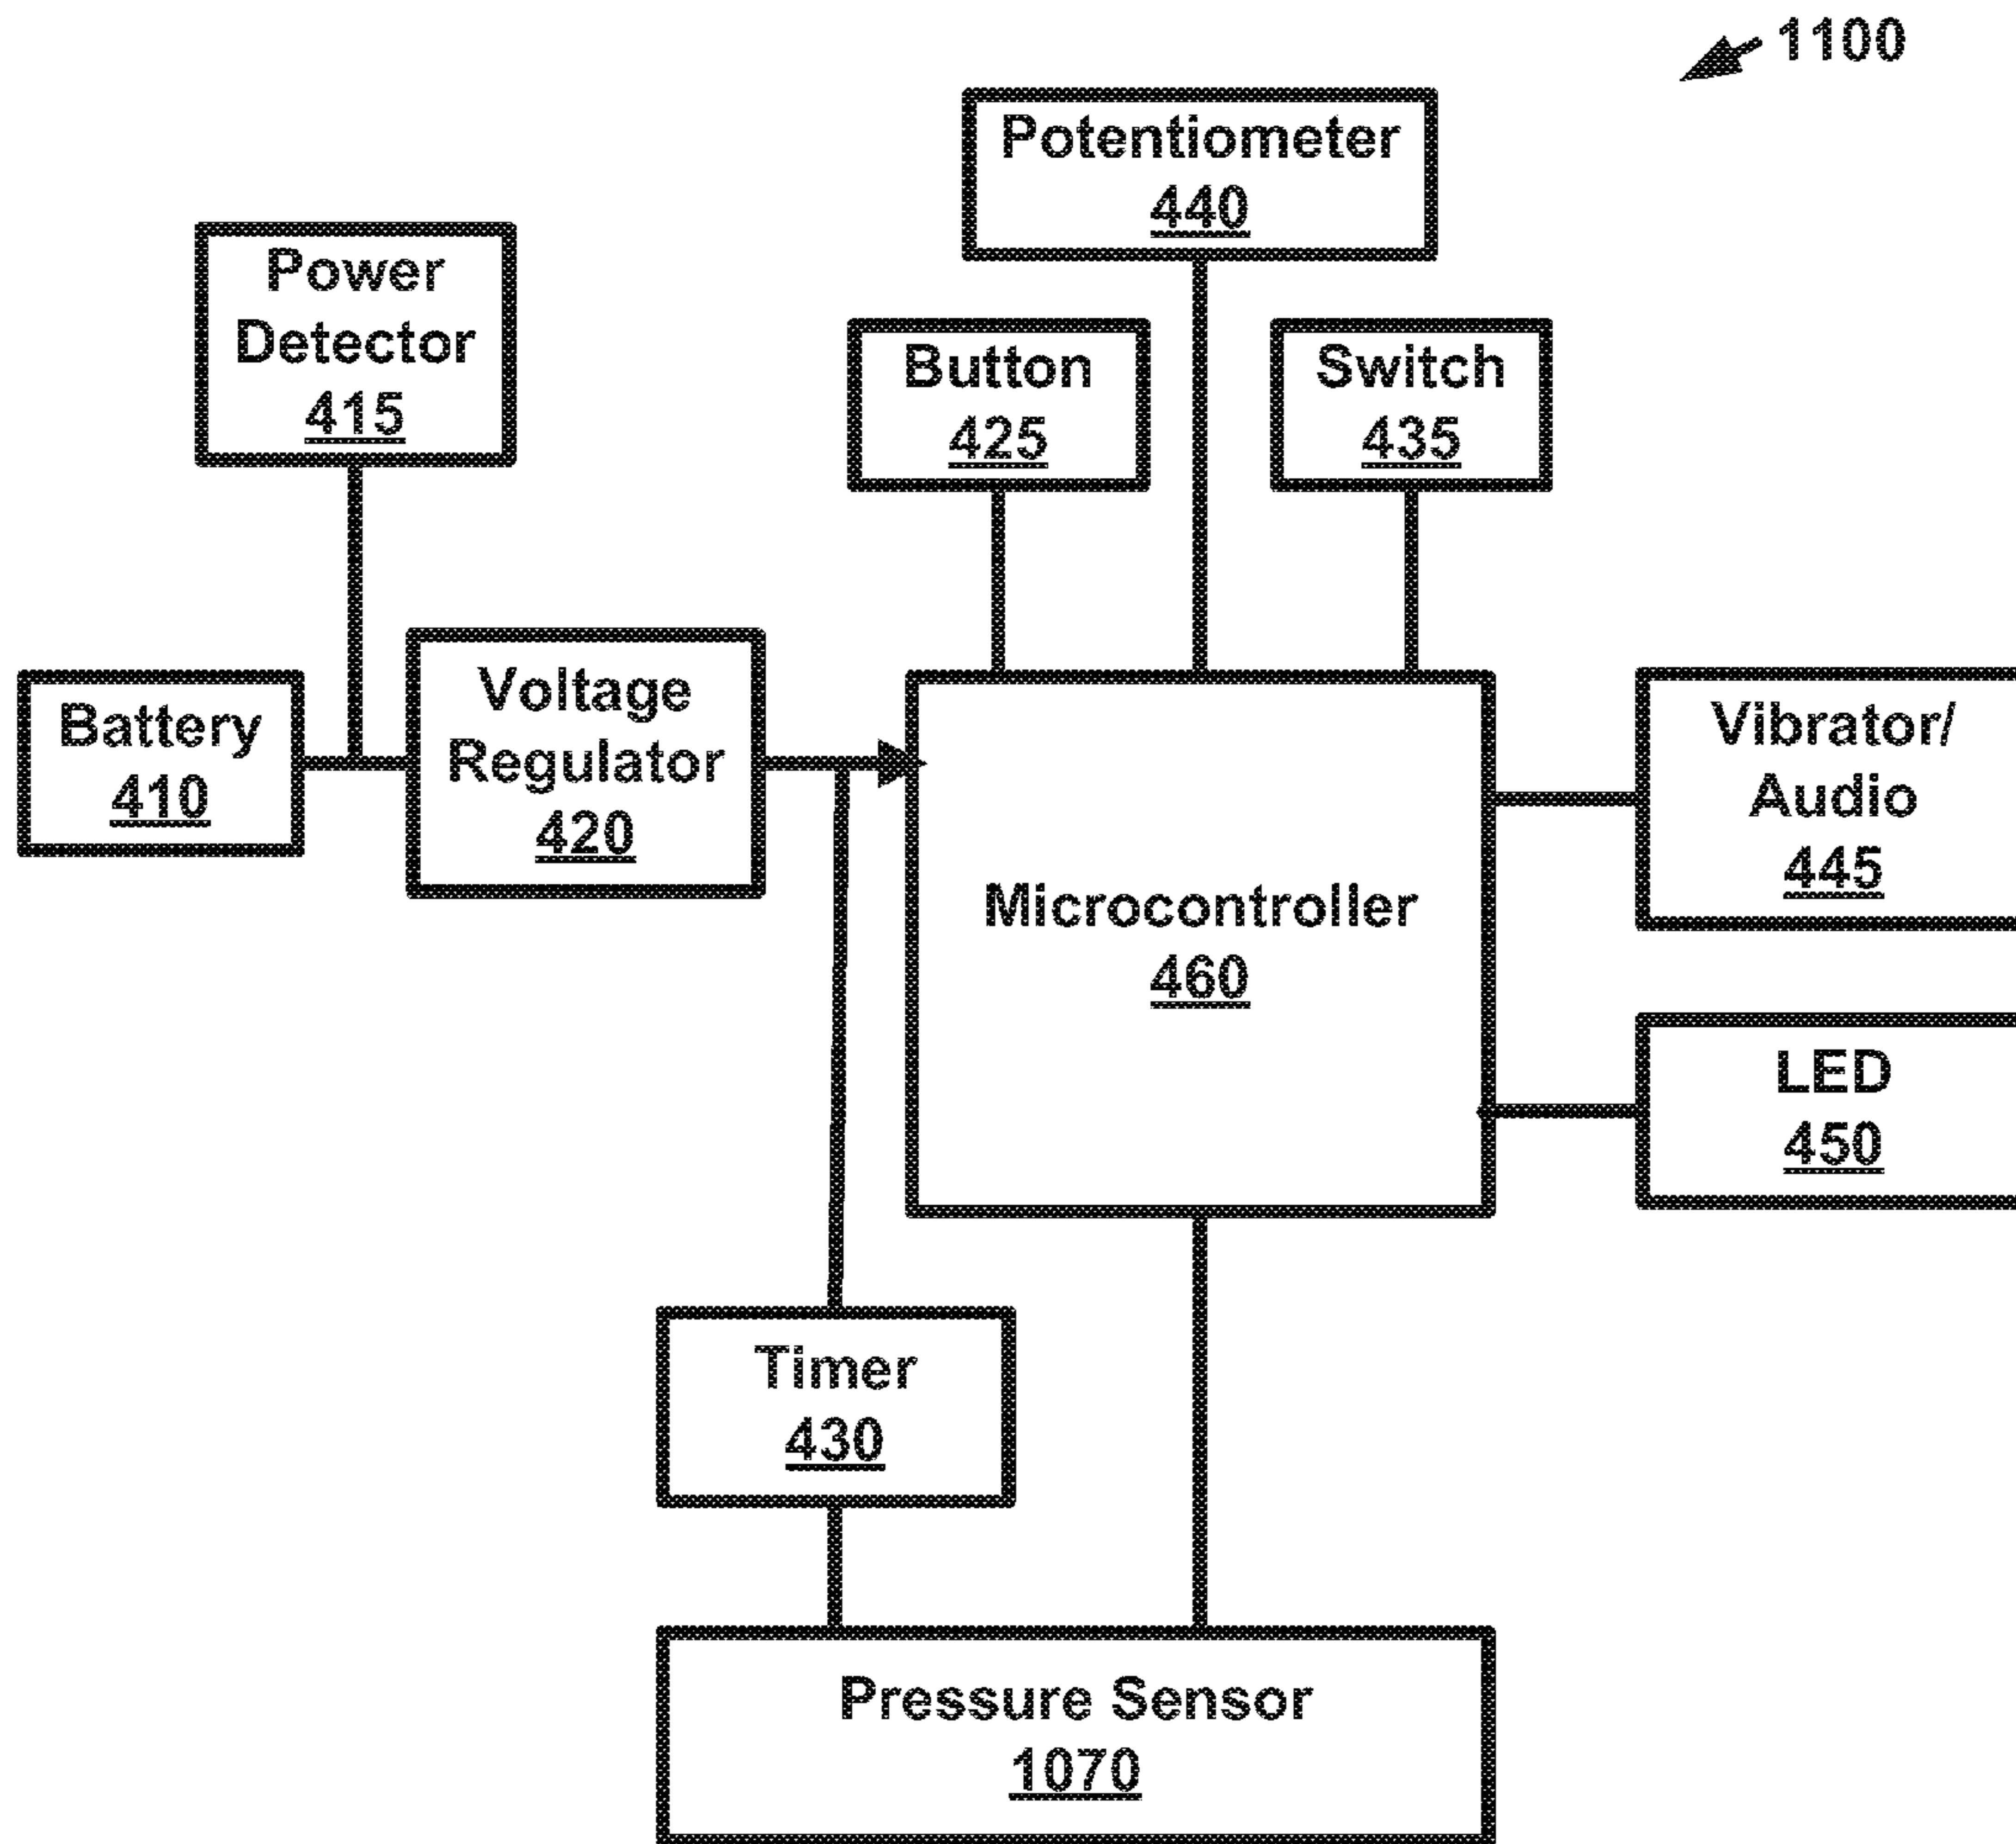 1100
Potentiometer
440
Power
Detector
415
Button
425
Switch
435
Battery
410
Voltage
Regulator
420
Microcontroller
460
Vibrator/
Audio
445
LED
450
Timer
430
Pressure Sensor
1070